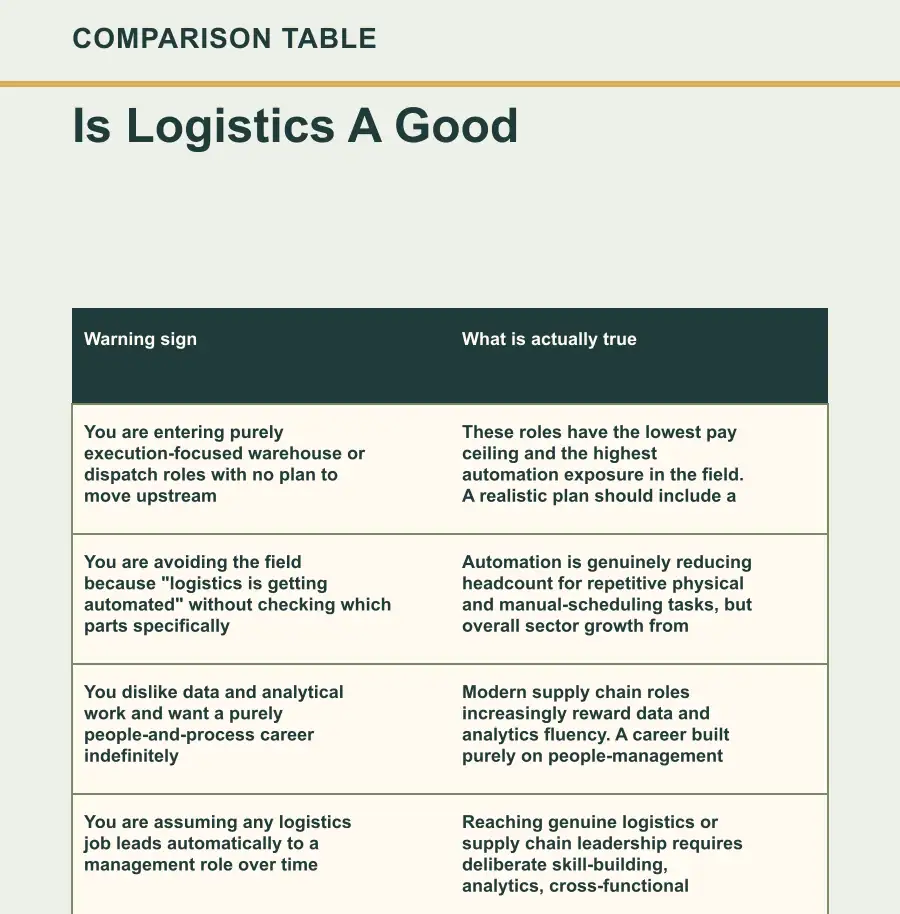 COMPARISON TABLE
Is Logistics A Good
Warning sign
What is actually true
You are entering purely
execution-focused warehouse or
dispatch roles with no plan to
move upstream
These roles have the lowest pay
ceiling and the highest
automation exposure in the field.
A realistic plan should include a
You are avoiding the field
because "logistics is getting
automated" without checking which
parts specifically
Automation is genuinely reducing
headcount for repetitive physical
and manual-scheduling tasks, but
overall sector growth from
You dislike data and analytical
work and want a purely
people-and-process career
indefinitely
Modern supply chain roles
increasingly reward data and
analytics fluency. A career built
purely on people-management
You are assuming any logistics
job leads automatically to a
management role over time
Reaching genuine logistics or
supply chain leadership requires
deliberate skill-building,
analytics, cross-functional